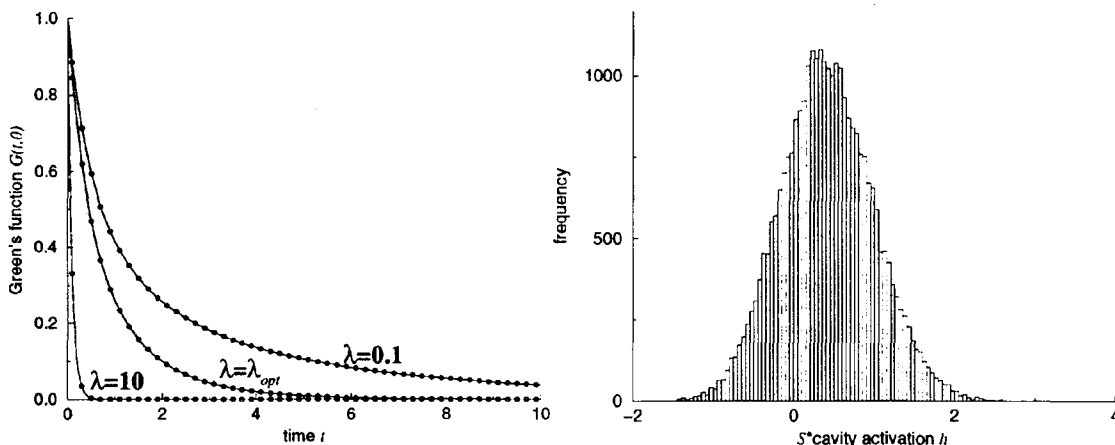 1.0
0.8
0.6
0.4
0.2
0.0
Green's function G(t,0)
λ=10
λ=λopt
λ=0.1
0
2
4
6
8
10
time t
1000
500
0
frequency
−2
0
2
4
S*cavity activation h